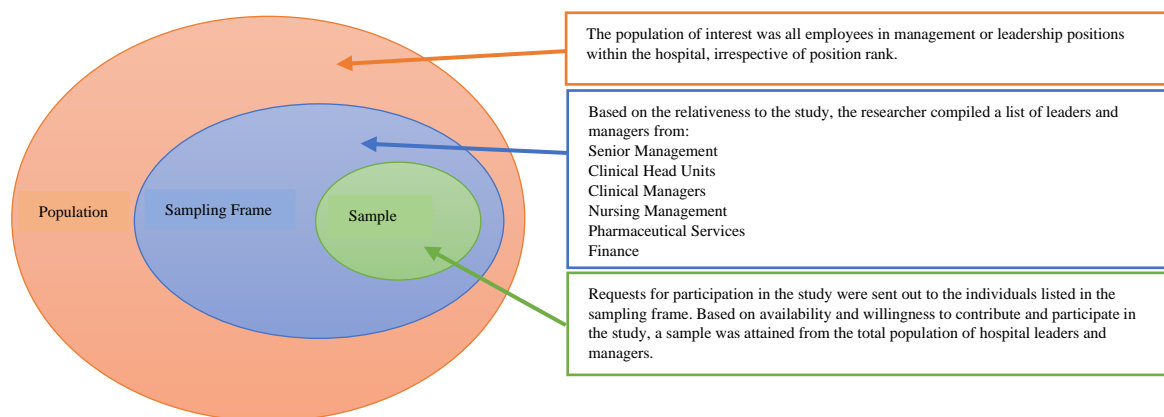 The population of interest was all employees in management or leadership positions
within the hospital, irrespective of position rank.
Based on the relativeness to the study, the researcher compiled a list of leaders and
managers from:
Senior Management
Clinical Head Units
Clinical Managers
Nursing Management
Pharmaceutical Services
Finance
Population
Sampling Frame
Sample
Requests for participation in the study were sent out to the individuals listed in the
sampling frame. Based on availability and willingness to contribute and participate in
the study, a sample was attained from the total population of hospital leaders and
managers.